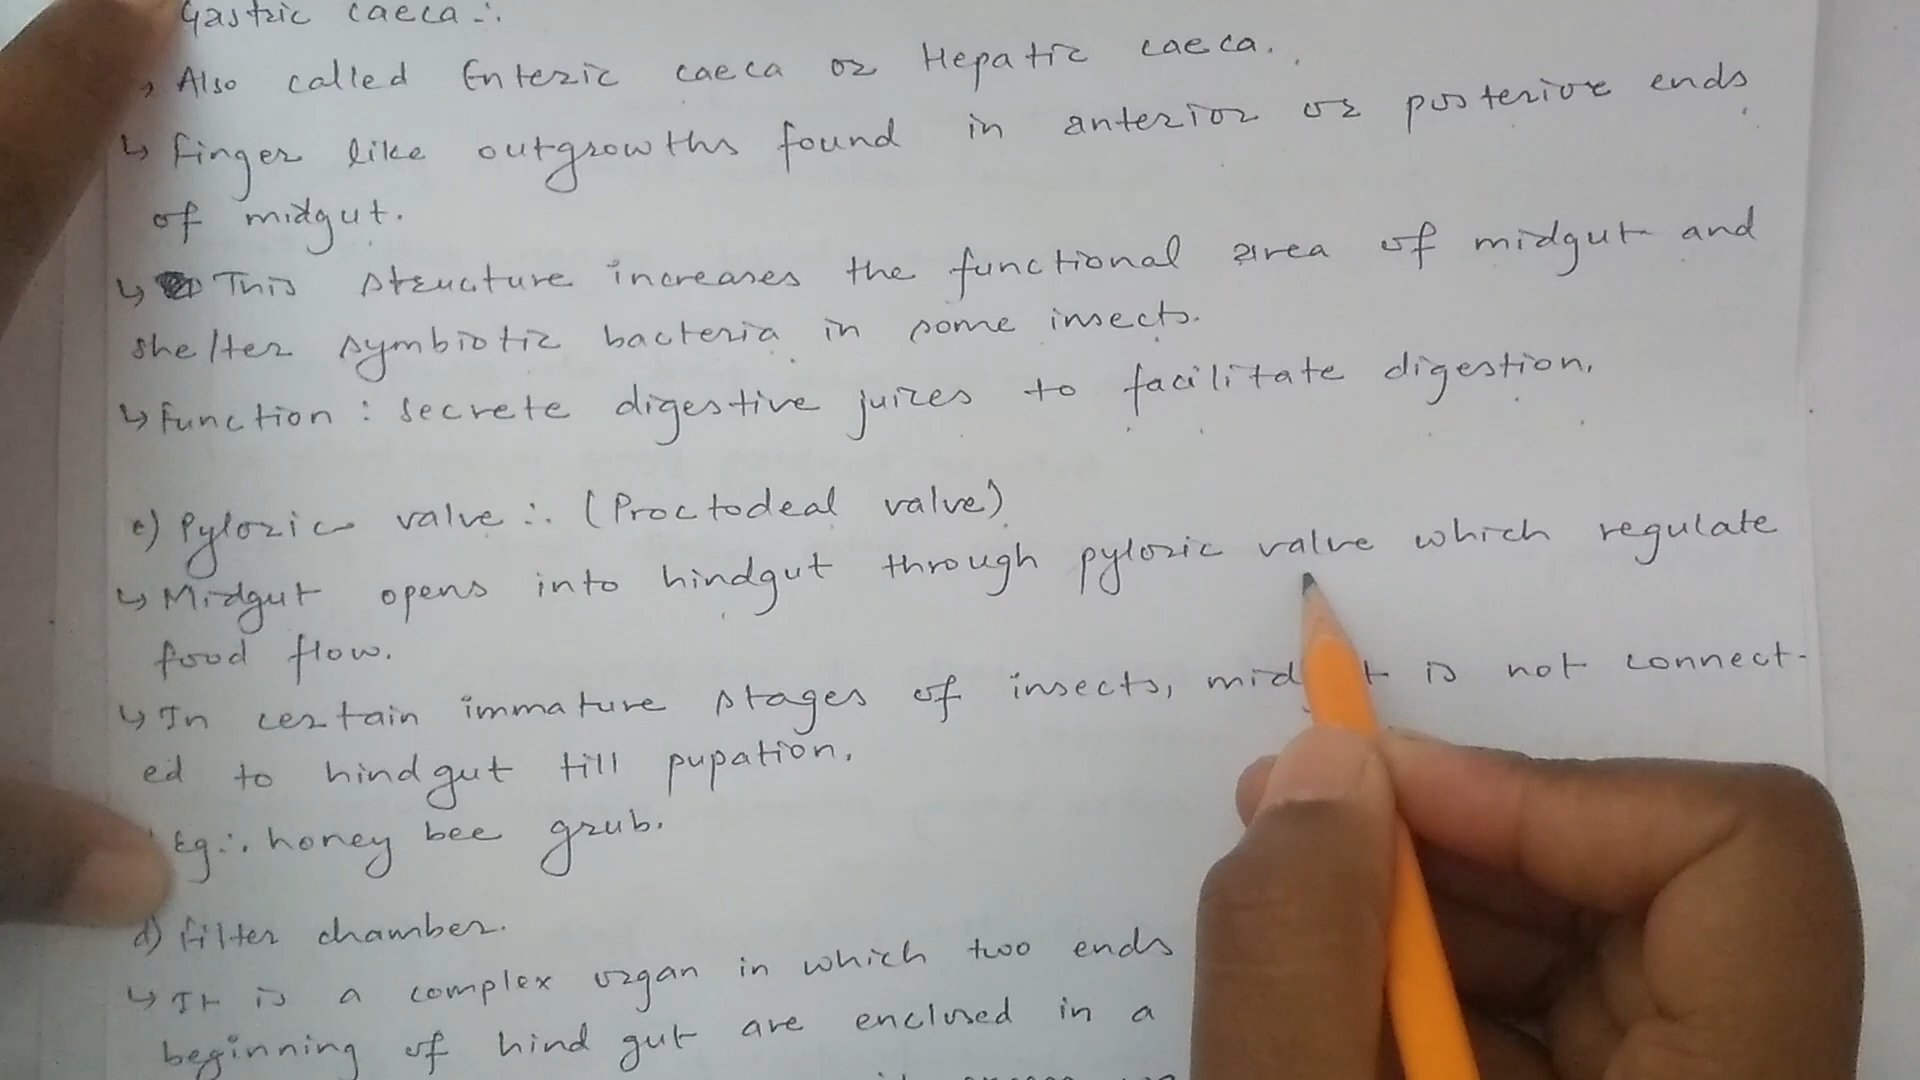 Gastric caeca :-
↳ Also called Enteric caeca or Hepatic caeca.
↳ Finger like outgrowths found in anterior or posterior ends
of midgut.
↳ This structure increases the functional area of midgut and
shelter symbiotic bacteria in some insects.
↳ Function : secrete digestive juices to facilitate digestion.
c) Pyloric valve :- (Proctodeal valve)
↳ Midgut opens into hindgut through pyloric valve which regulate
food flow.
↳ In certain immature stages of insects, mid t is not connect-
ed to hindgut till pupation.
Eg :- honey bee grub.
d) Filter chamber.
↳ It is a complex organ in which two ends
beginning of hind gut are enclosed in a